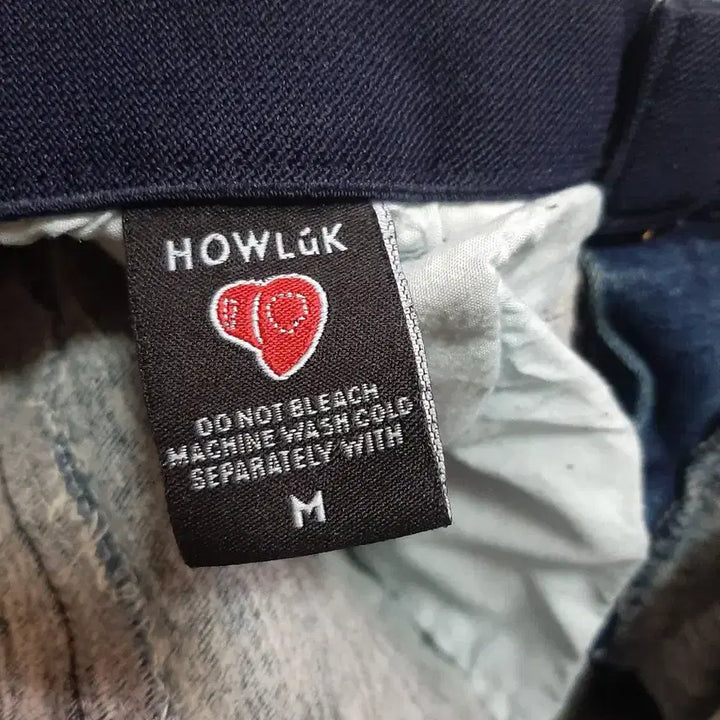 HOWLúK
DO NOT BLEACH
MACHINE WASH COLD
SEPARATELY WITH
M